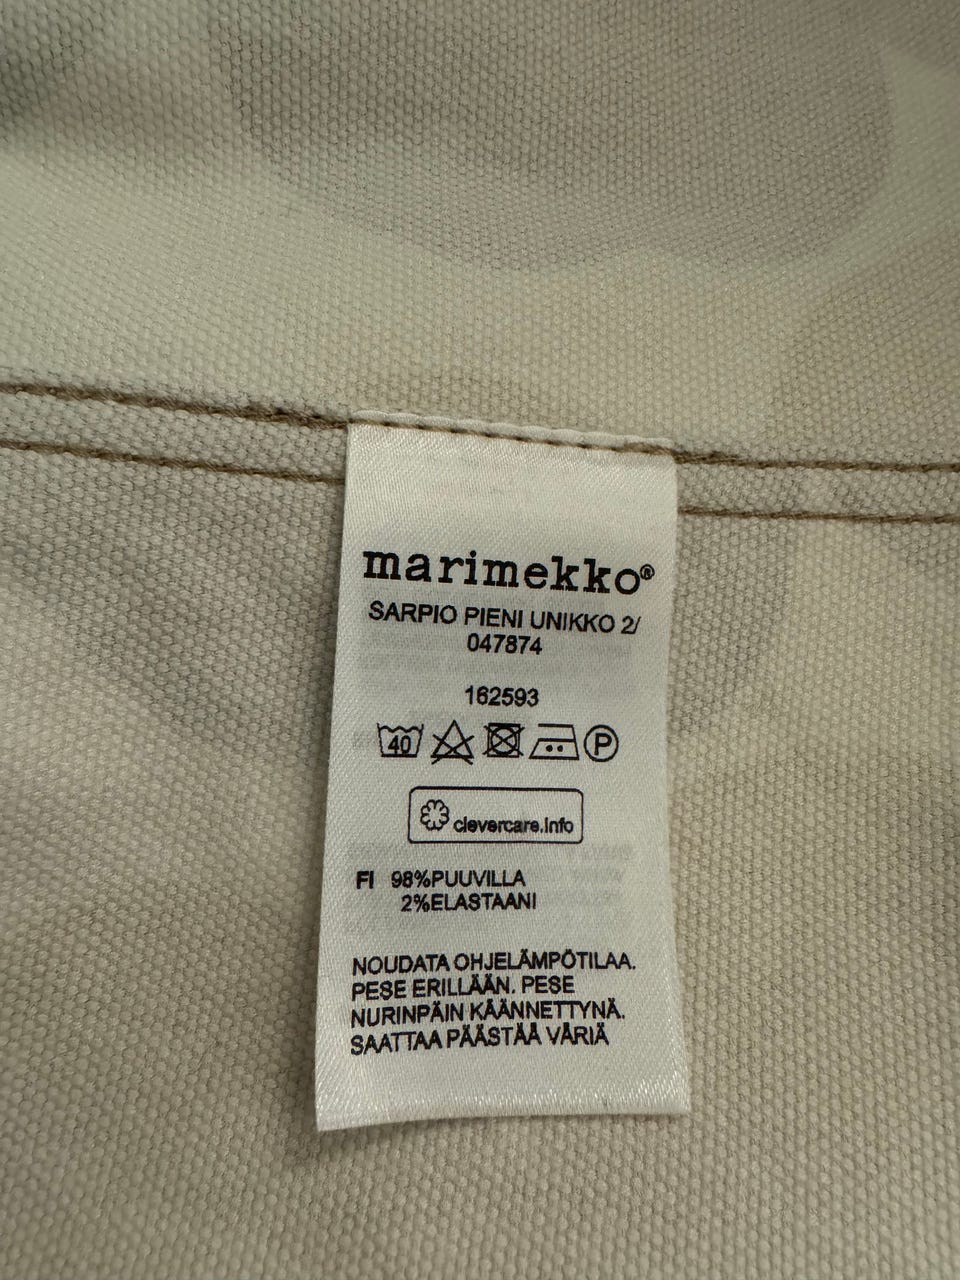 marimekko®
SARPIO PIENI UNIKKO 2/
047874
162593
40 P
clevercare.info
FI 98%PUUVILLA
2%ELASTAANI
NOUDATA OHJELÄMPÖTILAA.
PESE ERILLÄÄN. PESE
NURINPÄIN KÄÄNNETTYNÄ.
SAATTAA PÄÄSTÄÄ VÄRIÄ